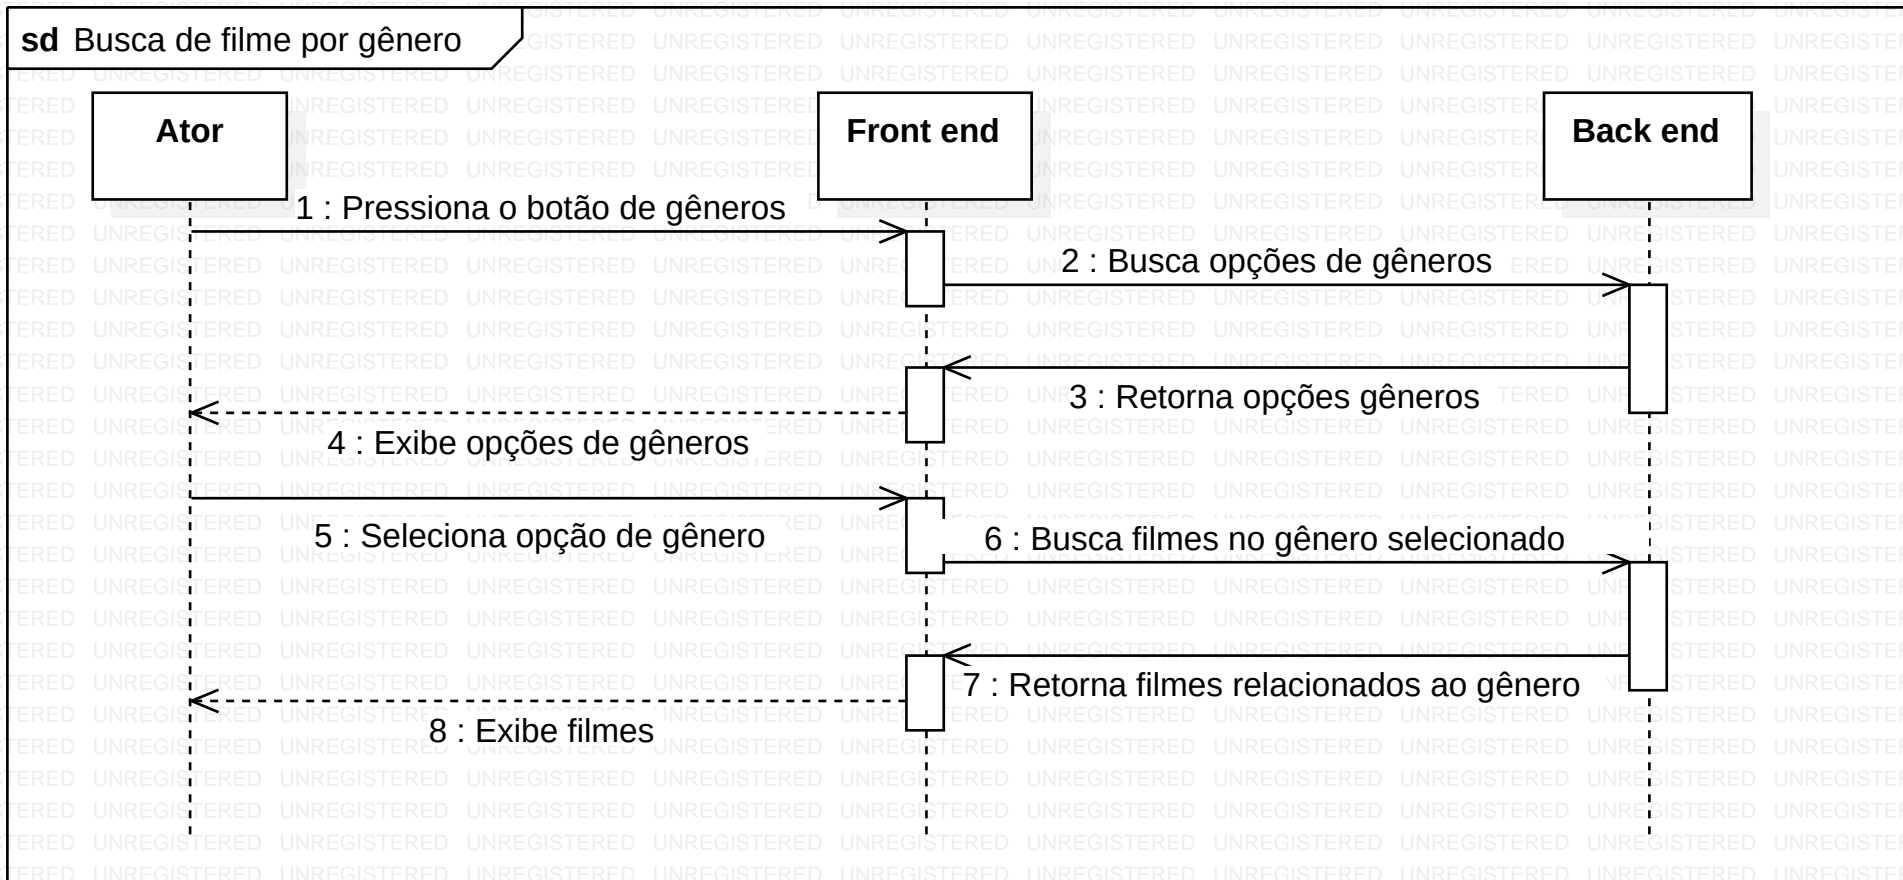 sd Busca de filme por gênero
Ator
Front end
Back end
1 : Pressiona o botão de gêneros
2 : Busca opções de gêneros
3 : Retorna opções gêneros
4 : Exibe opções de gêneros
5 : Seleciona opção de gênero
6 : Busca filmes no gênero selecionado
7 : Retorna filmes relacionados ao gênero
8 : Exibe filmes
UNREGISTERED